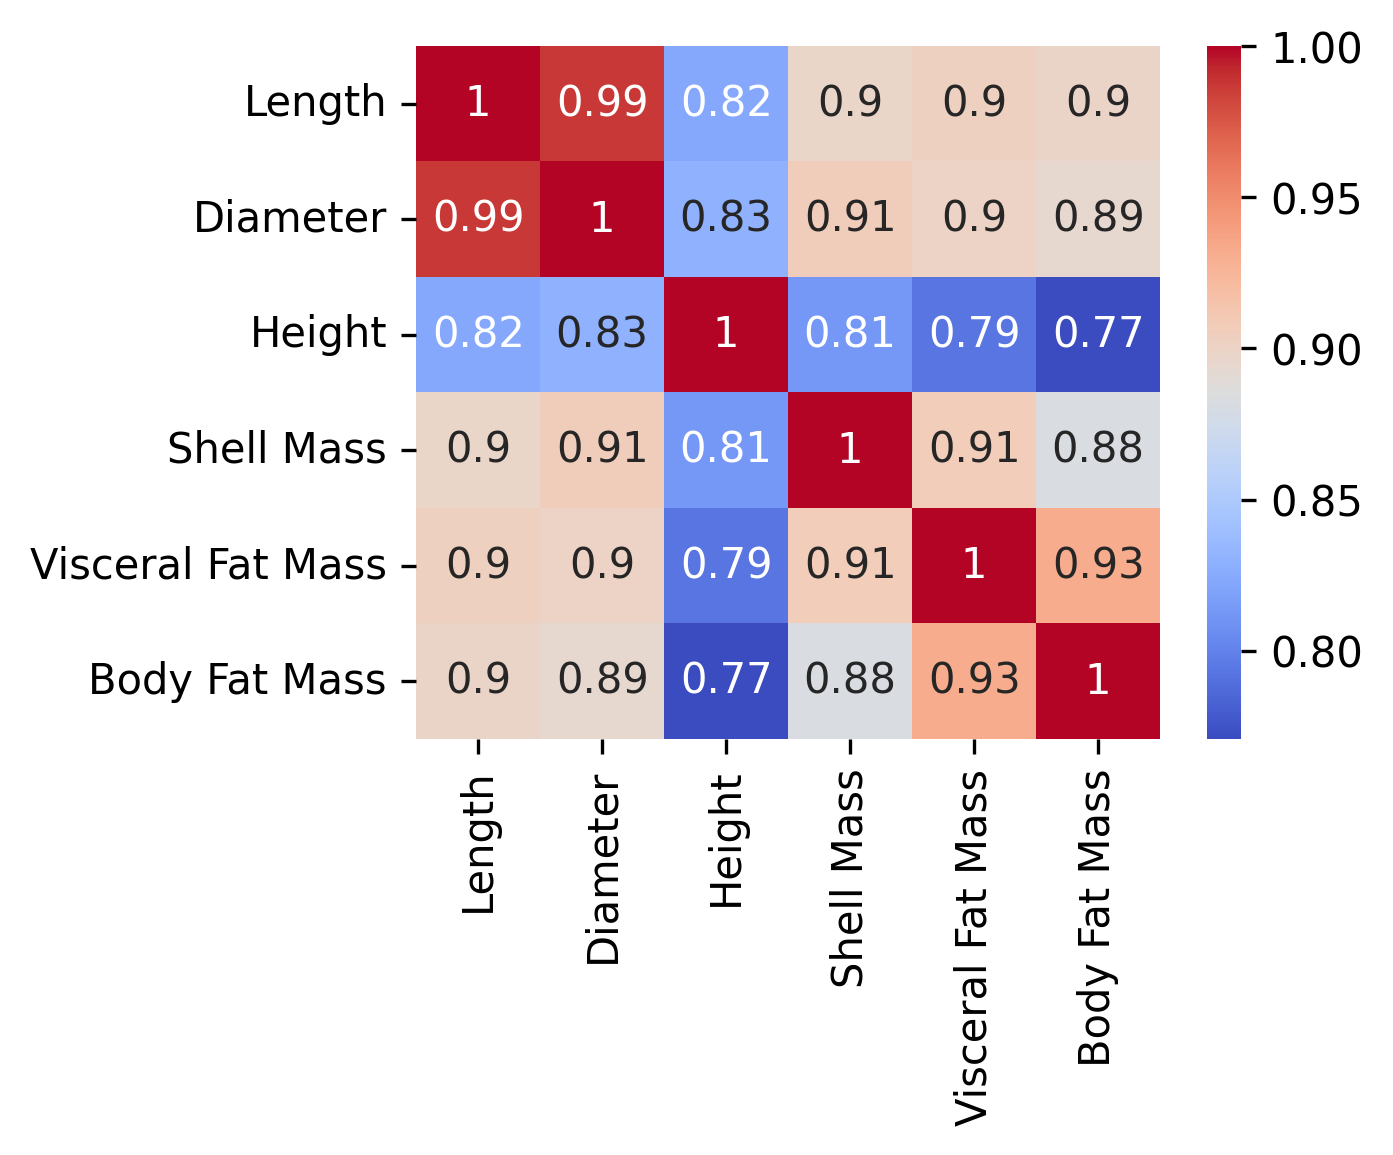 Length 1 0.99 0.82 0.9 0.9 0.9
Diameter 0.99 1 0.83 0.91 0.9 0.89
Height 0.82 0.83 1 0.81 0.79 0.77
Shell Mass 0.9 0.91 0.81 1 0.91 0.88
Visceral Fat Mass 0.9 0.9 0.79 0.91 1 0.93
Body Fat Mass 0.9 0.89 0.77 0.88 0.93 1
Length
Diameter
Height
Shell Mass
Visceral Fat Mass
Body Fat Mass
1.00
0.95
0.90
0.85
0.80